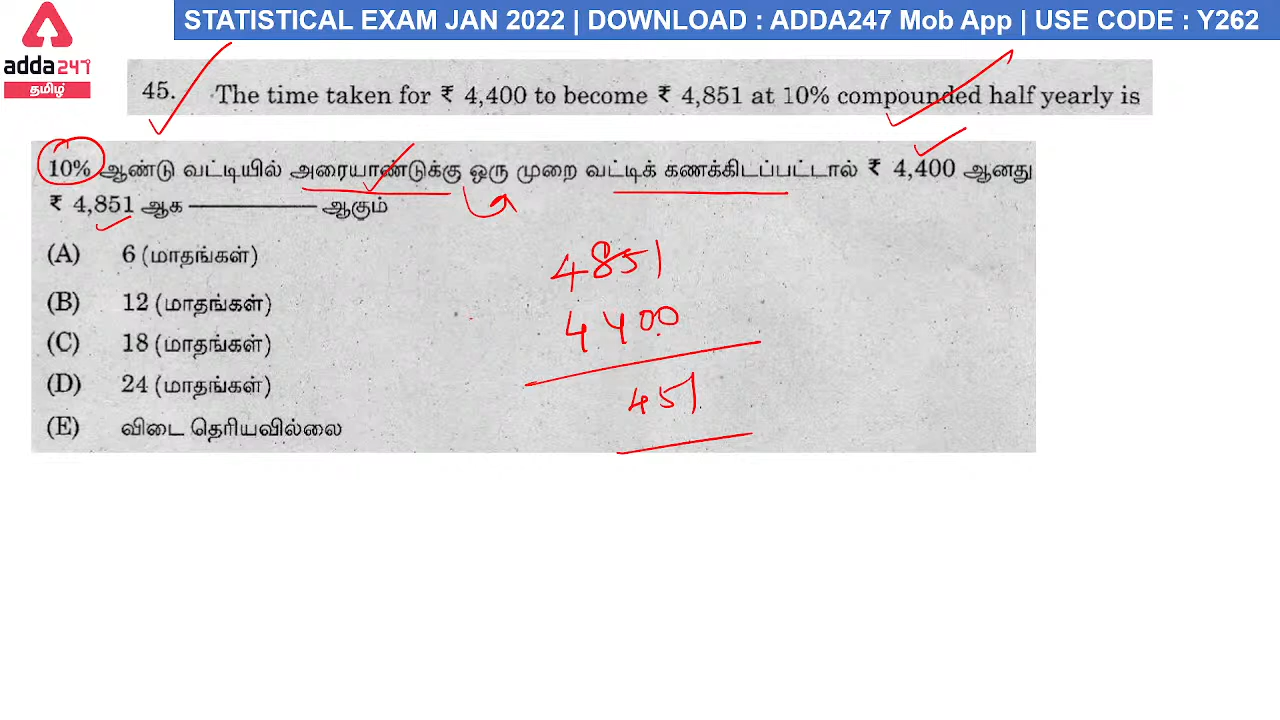 STATISTICAL EXAM JAN 2022 | DOWNLOAD : ADDA247 Mob App | USE CODE : Y262
adda247
தமிழ்
45. The time taken for ₹ 4,400 to become ₹ 4,851 at 10% compounded half yearly is
10% ஆண்டு வட்டியில் அரையாண்டுக்கு ஒரு முறை வட்டிக் கணக்கிடப்பட்டால் ₹ 4,400 ஆனது
₹ 4,851 ஆக ——————— ஆகும்
(A) 6 (மாதங்கள்)
(B) 12 (மாதங்கள்)
(C) 18 (மாதங்கள்)
(D) 24 (மாதங்கள்)
(E) விடை தெரியவில்லை
4851
4400
451